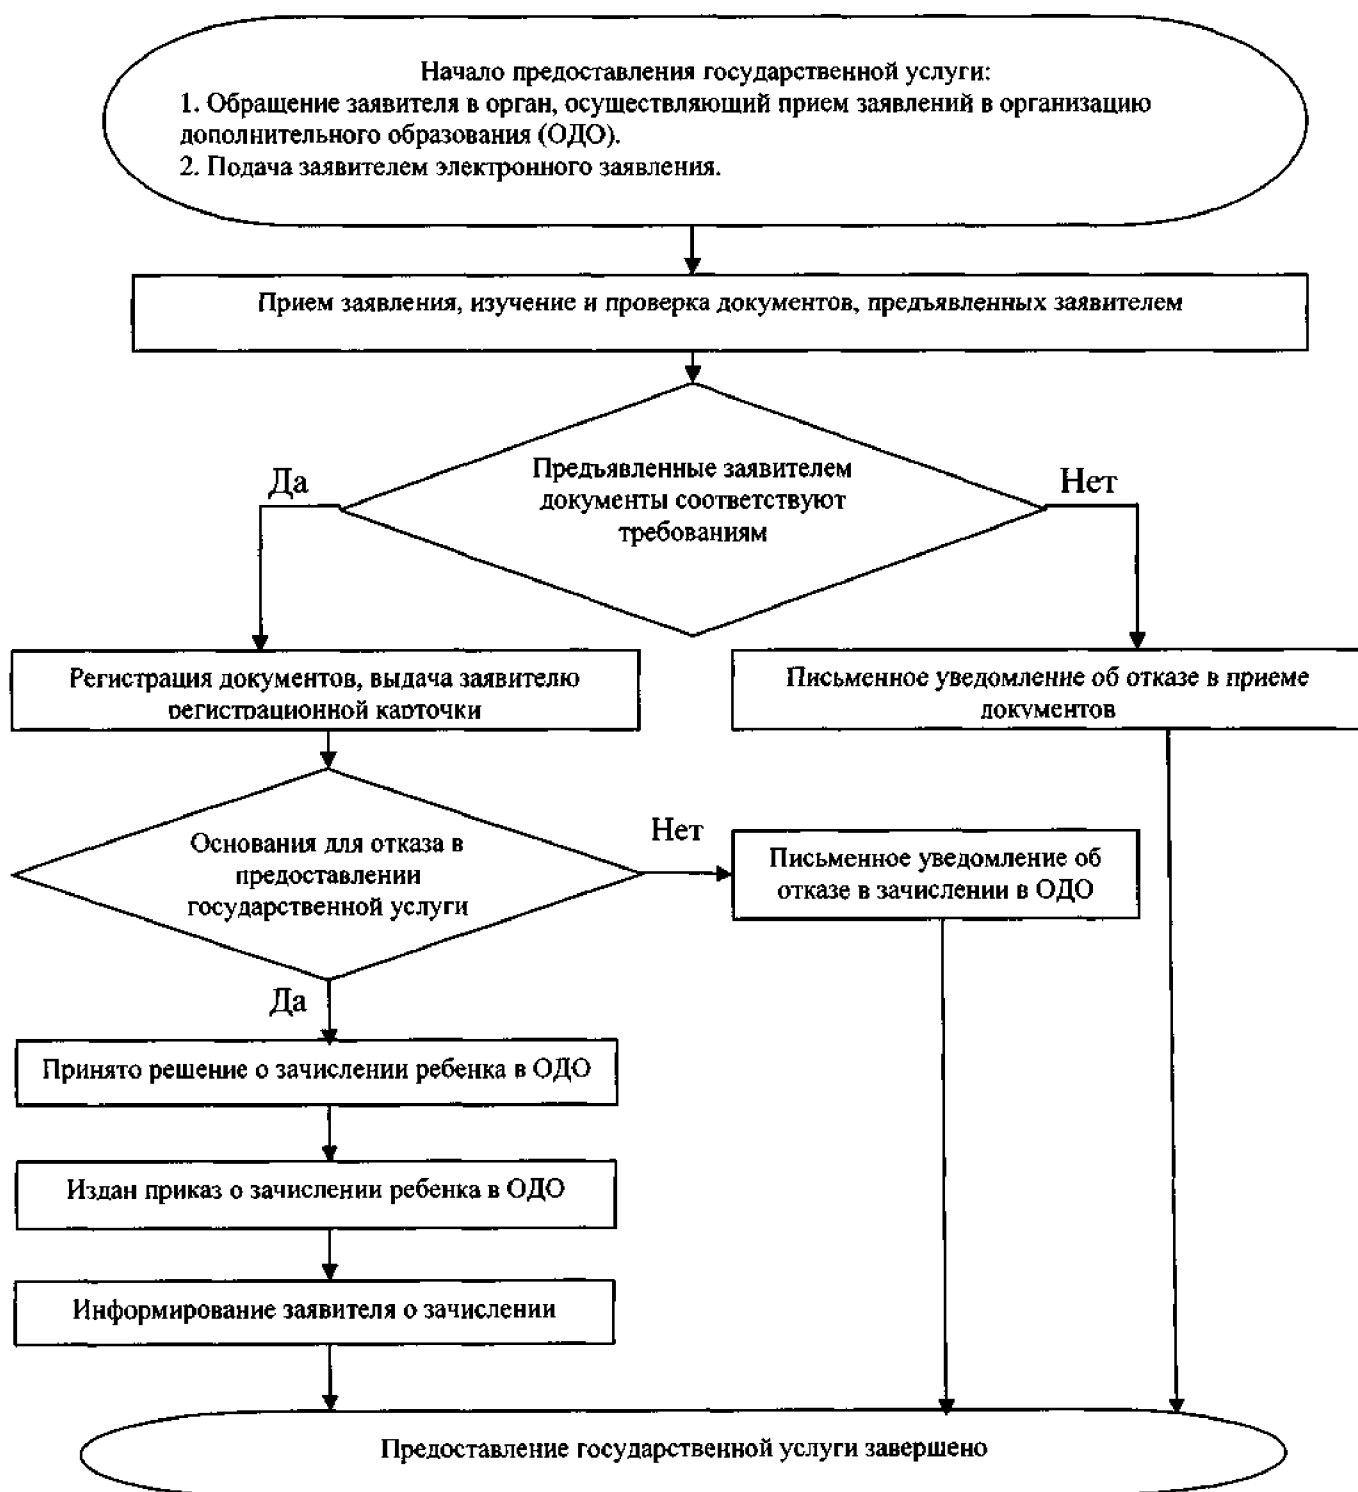 Начало предоставления государственной услуги:
1. Обращение заявителя в орган, осуществляющий прием заявлений в организацию
дополнительного образования (ОДО).
2. Подача заявителем электронного заявления.
Прием заявления, изучение и проверка документов, предъявленных заявителем
Предъявленные заявителем
документы соответствуют
требованиям
Да
Нет
Регистрация документов, выдача заявителю
регистрационной карточки
Письменное уведомление об отказе в приеме
документов
Основания для отказа в
предоставлении
государственной услуги
Нет
Письменное уведомление об
отказе в зачислении в ОДО
Да
Принято решение о зачислении ребенка в ОДО
Издан приказ о зачислении ребенка в ОДО
Информирование заявителя о зачислении
Предоставление государственной услуги завершено